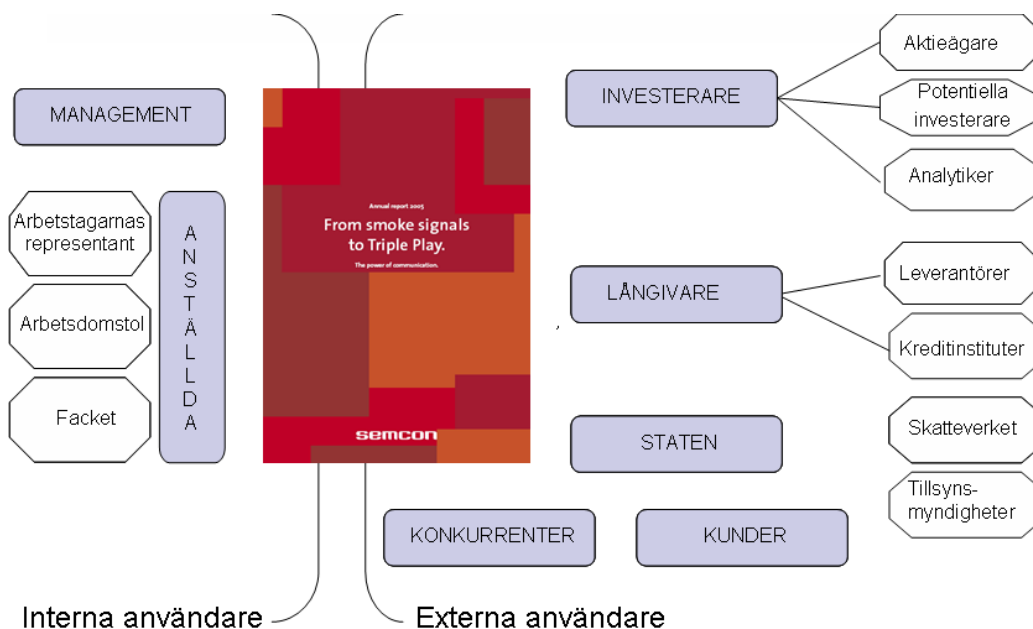 MANAGEMENT
Arbetstagarnas
representant
Arbetsdomstol
Facket
ANSTÄLLDA
Annual report 2005
From smoke signals
to Triple Play.
The power of communication.
semcon
INVESTERARE
Aktieägare
Potentiella
investerare
Analytiker
LÅNGIVARE
Leverantörer
Kreditinstituter
,
STATEN
Skatteverket
Tillsyns-
myndigheter
KONKURRENTER
KUNDER
Interna användare
Externa användare